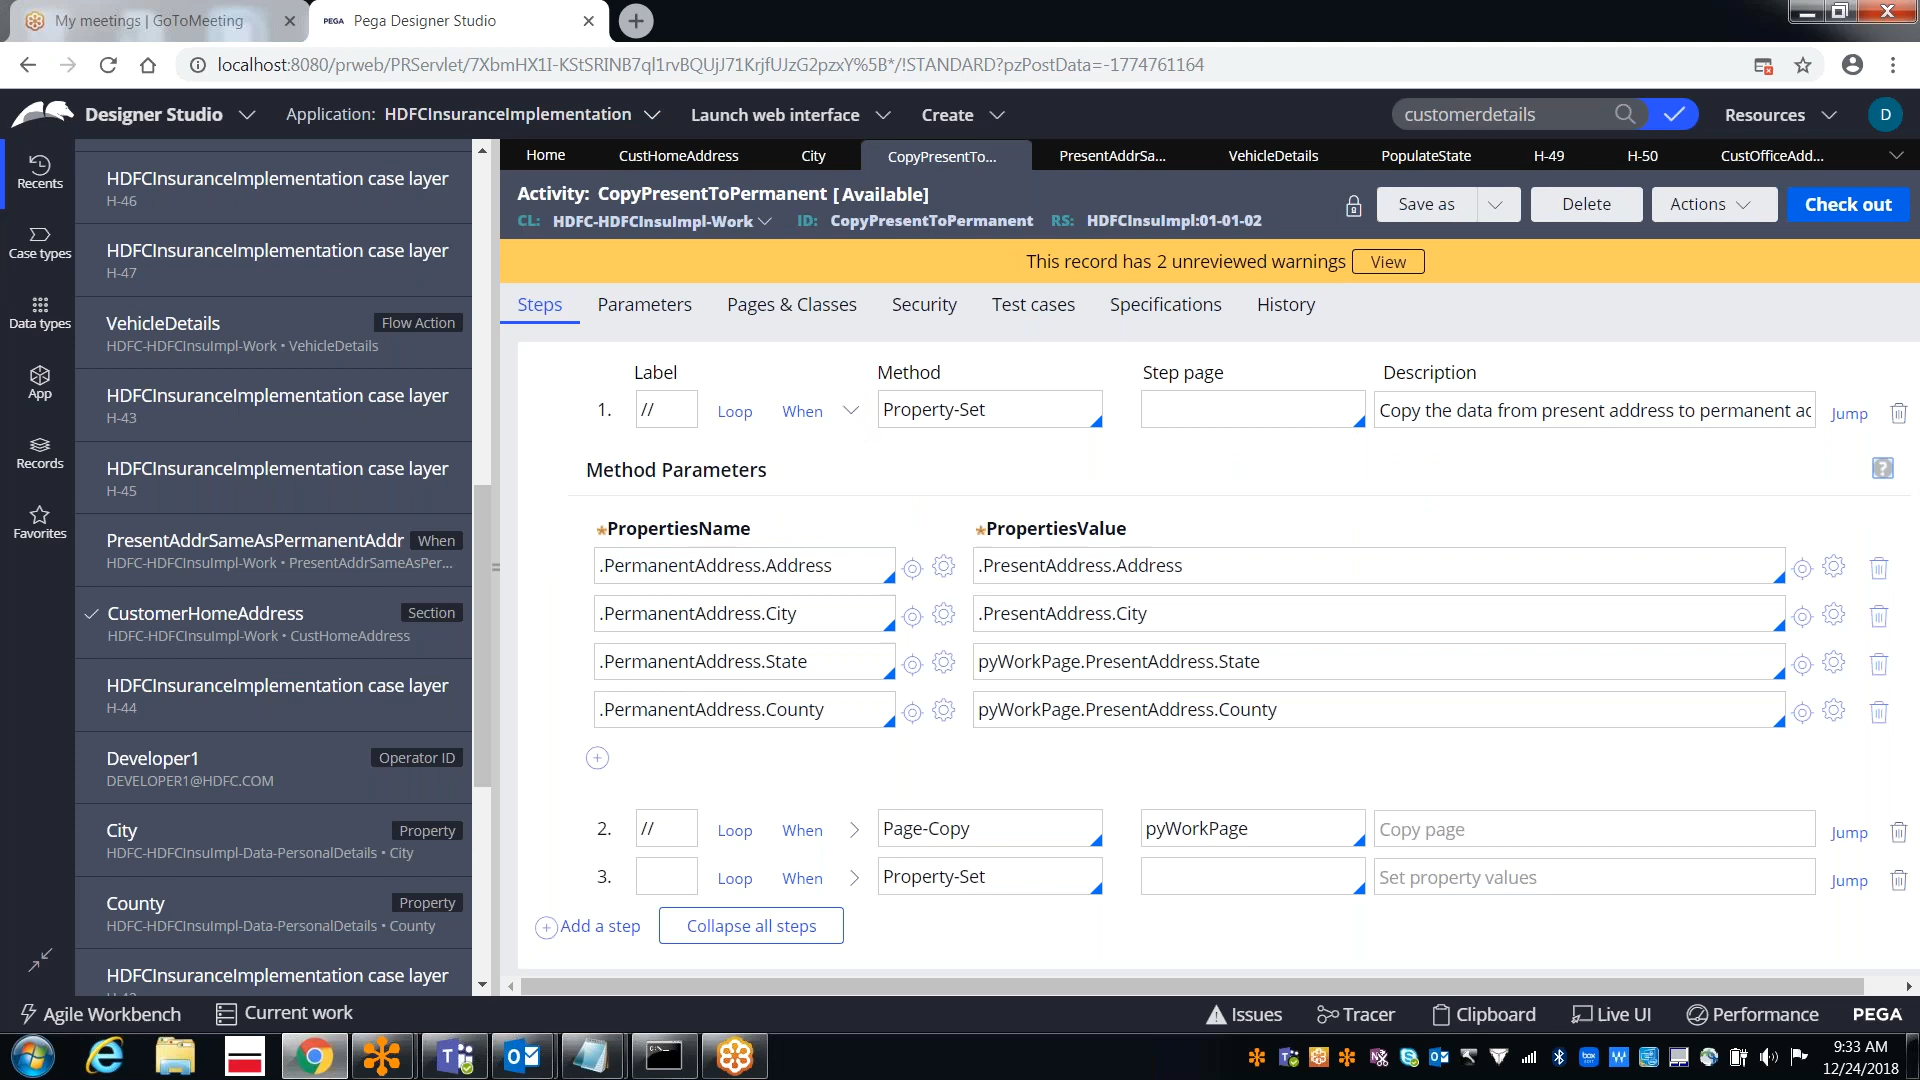 My meetings | GoToMeeting
PEGA Pega Designer Studio
localhost:8080/prweb/PRServlet/7XbmHX1I-KStSRINB7ql1rvBQUjJ71KrjfUJzG2pzxY%5B*/!STANDARD?pzPostData=-1774761164
Designer Studio
Application: HDFCInsuranceImplementation
Launch web interface
Create
customerdetails
Resources
D
Recents
Case types
Data types
App
Records
Favorites
HDFCInsuranceImplementation case layer
H-46
HDFCInsuranceImplementation case layer
H-47
VehicleDetails Flow Action
HDFC-HDFCInsuImpl-Work • VehicleDetails
HDFCInsuranceImplementation case layer
H-43
HDFCInsuranceImplementation case layer
H-45
PresentAddrSameAsPermanentAddr When
HDFC-HDFCInsuImpl-Work • PresentAddrSameAsPer...
CustomerHomeAddress Section
HDFC-HDFCInsuImpl-Work • CustHomeAddress
HDFCInsuranceImplementation case layer
H-44
Developer1 Operator ID
DEVELOPER1@HDFC.COM
City Property
HDFC-HDFCInsuImpl-Data-PersonalDetails • City
County Property
HDFC-HDFCInsuImpl-Data-PersonalDetails • County
HDFCInsuranceImplementation case layer
Home CustHomeAddress City CopyPresentTo... PresentAddrSa... VehicleDetails PopulateState H-49 H-50 CustOfficeAdd...
Activity: CopyPresentToPermanent [ Available]
CL: HDFC-HDFCInsuImpl-Work ID: CopyPresentToPermanent RS: HDFCInsuImpl:01-01-02
Save as Delete Actions Check out
This record has 2 unreviewed warnings View
Steps Parameters Pages & Classes Security Test cases Specifications History
Label Method Step page Description
1. // Loop When Property-Set Copy the data from present address to permanent ac Jump
Method Parameters ?
*PropertiesName *PropertiesValue
.PermanentAddress.Address .PresentAddress.Address
.PermanentAddress.City .PresentAddress.City
.PermanentAddress.State pyWorkPage.PresentAddress.State
.PermanentAddress.County pyWorkPage.PresentAddress.County
2. // Loop When Page-Copy pyWorkPage Copy page Jump
3. Loop When Property-Set Set property values Jump
Add a step Collapse all steps
Agile Workbench Current work Issues Tracer Clipboard Live UI Performance PEGA
9:33 AM
12/24/2018